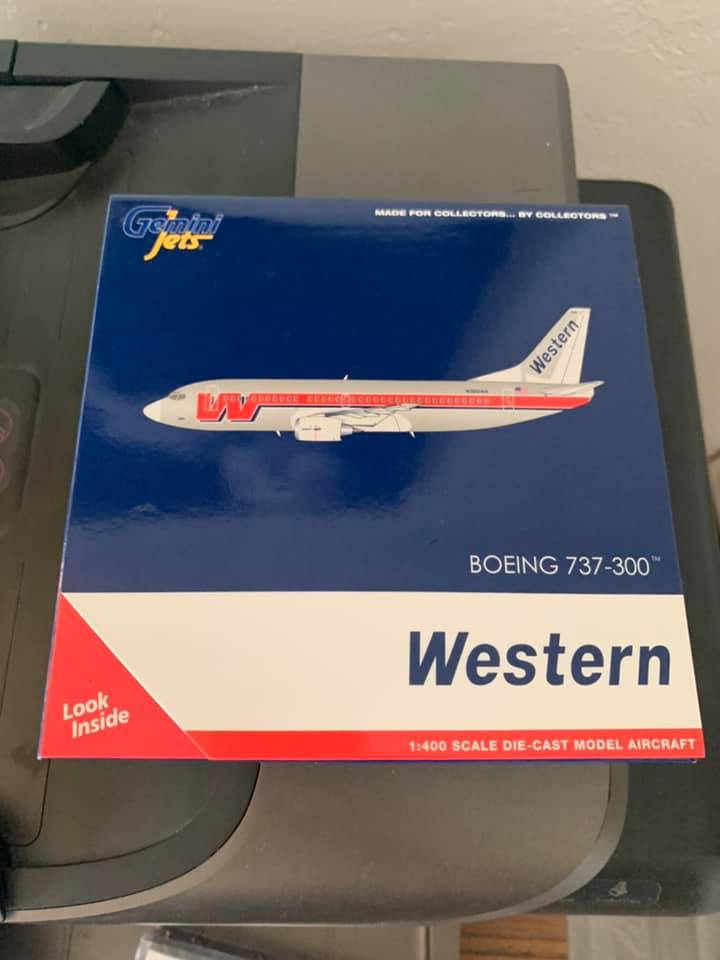 Gemini
Jets
MADE FOR COLLECTORS... BY COLLECTORS™
Western
W
BOEING 737-300™
Western
Look
Inside
1:400 SCALE DIE-CAST MODEL AIRCRAFT